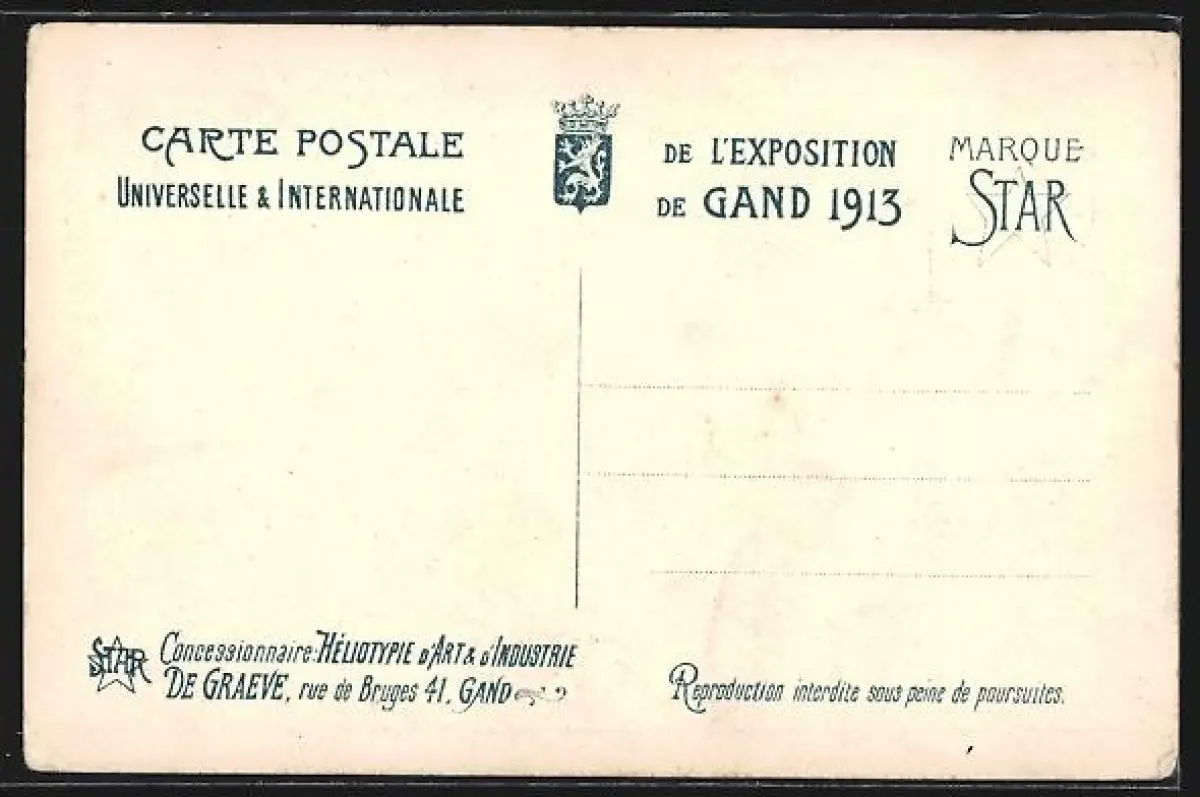 CARTE POSTALE
UNIVERSELLE & INTERNATIONALE
DE L'EXPOSITION
DE GAND 1913
MARQUE
STAR
STAR
Concessionnaire: HÉLIOTYPIE D'ART & D'INDUSTRIE
DE GRAEVE, rue de Bruges 41, GAND
Reproduction interdite sous peine de poursuites.